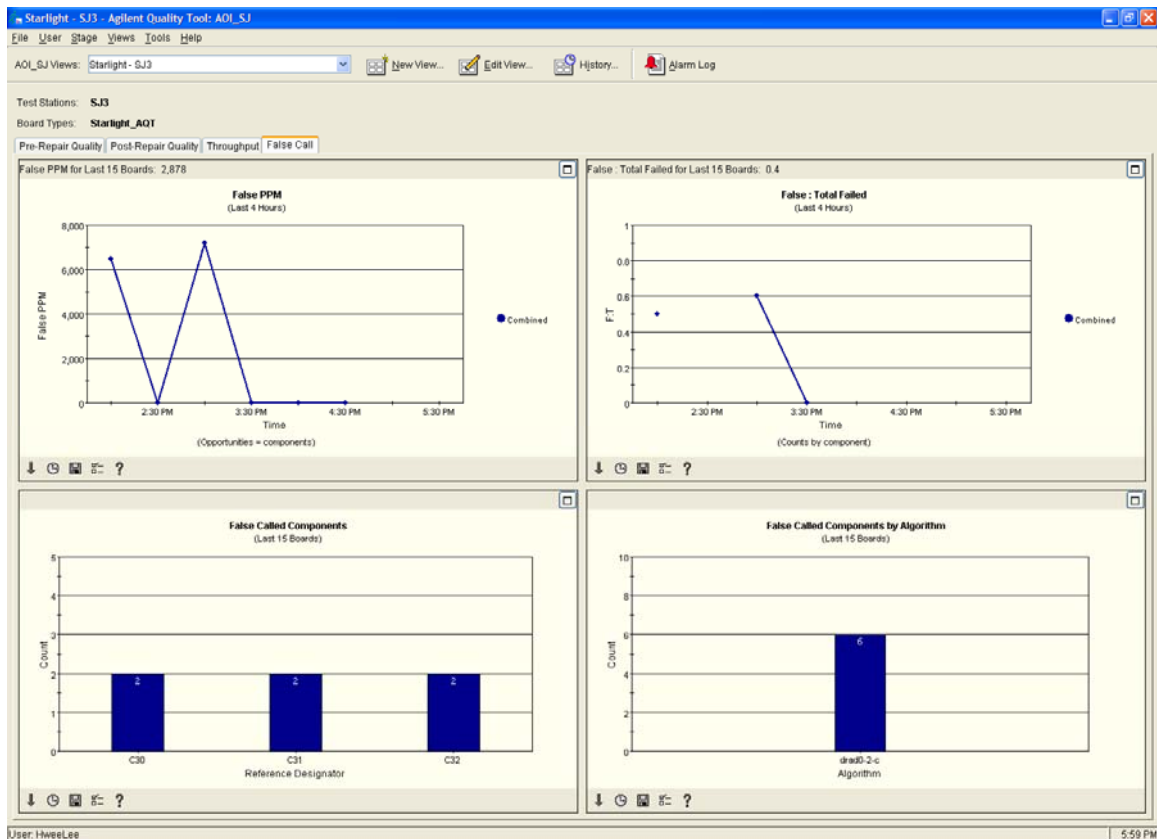 Starlight - SJ3 - Agilent Quality Tool: AOI_SJ
File User Stage Views Tools Help
AOI_SJ Views: Starlight - SJ3 New View... Edit View... History... Alarm Log
Test Stations: SJ3
Board Types: Starlight_AQT
Pre-Repair Quality Post-Repair Quality Throughput False Call
False PPM for Last 15 Boards: 2,878
False PPM
(Last 4 Hours)
8,000
6,000
4,000
2,000
0
False PPM
2:30 PM 3:30 PM 4:30 PM 5:30 PM
Time
(Opportunities = components)
Combined
False : Total Failed for Last 15 Boards: 0.4
False : Total Failed
(Last 4 Hours)
1
0.8
0.6
0.4
0.2
0
F:T
2:30 PM 3:30 PM 4:30 PM 5:30 PM
Time
(Counts by component)
Combined
False Called Components
(Last 15 Boards)
5
4
3
2
1
0
Count
2 2 2
C30 C31 C32
Reference Designator
False Called Components by Algorithm
(Last 15 Boards)
10
8
6
4
2
0
Count
6
drad0-2-c
Algorithm
User: HweeLee 5:59 PM